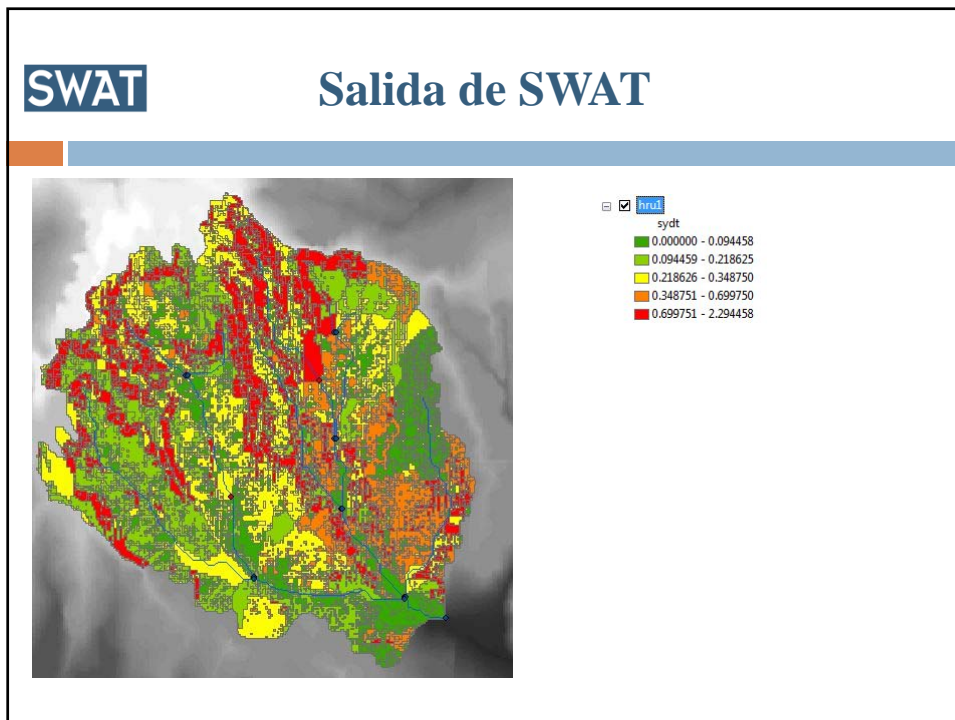 SWAT
Salida de SWAT
hru1
sydt
0.000000 - 0.094458
0.094459 - 0.218625
0.218626 - 0.348750
0.348751 - 0.699750
0.699751 - 2.294458